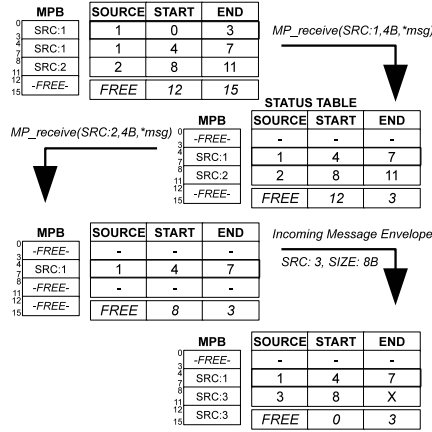 MPB SOURCE START END
0 3 SRC:1 1 0 3
4 7 SRC:1 1 4 7
8 11 SRC:2 2 8 11
12 15 -FREE- FREE 12 15
MP_receive(SRC:1,4B,*msg)
STATUS TABLE
MPB SOURCE START END
0 3 -FREE- - - -
4 7 SRC:1 1 4 7
8 11 SRC:2 2 8 11
12 15 -FREE- FREE 12 3
MP_receive(SRC:2,4B,*msg)
MPB SOURCE START END
0 3 -FREE- - - -
4 7 SRC:1 1 4 7
8 11 -FREE- - - -
12 15 -FREE- FREE 8 3
Incoming Message Envelope
SRC: 3, SIZE: 8B
MPB SOURCE START END
0 3 -FREE- - - -
4 7 SRC:1 1 4 7
8 11 SRC:3 3 8 X
12 15 SRC:3 FREE 0 3